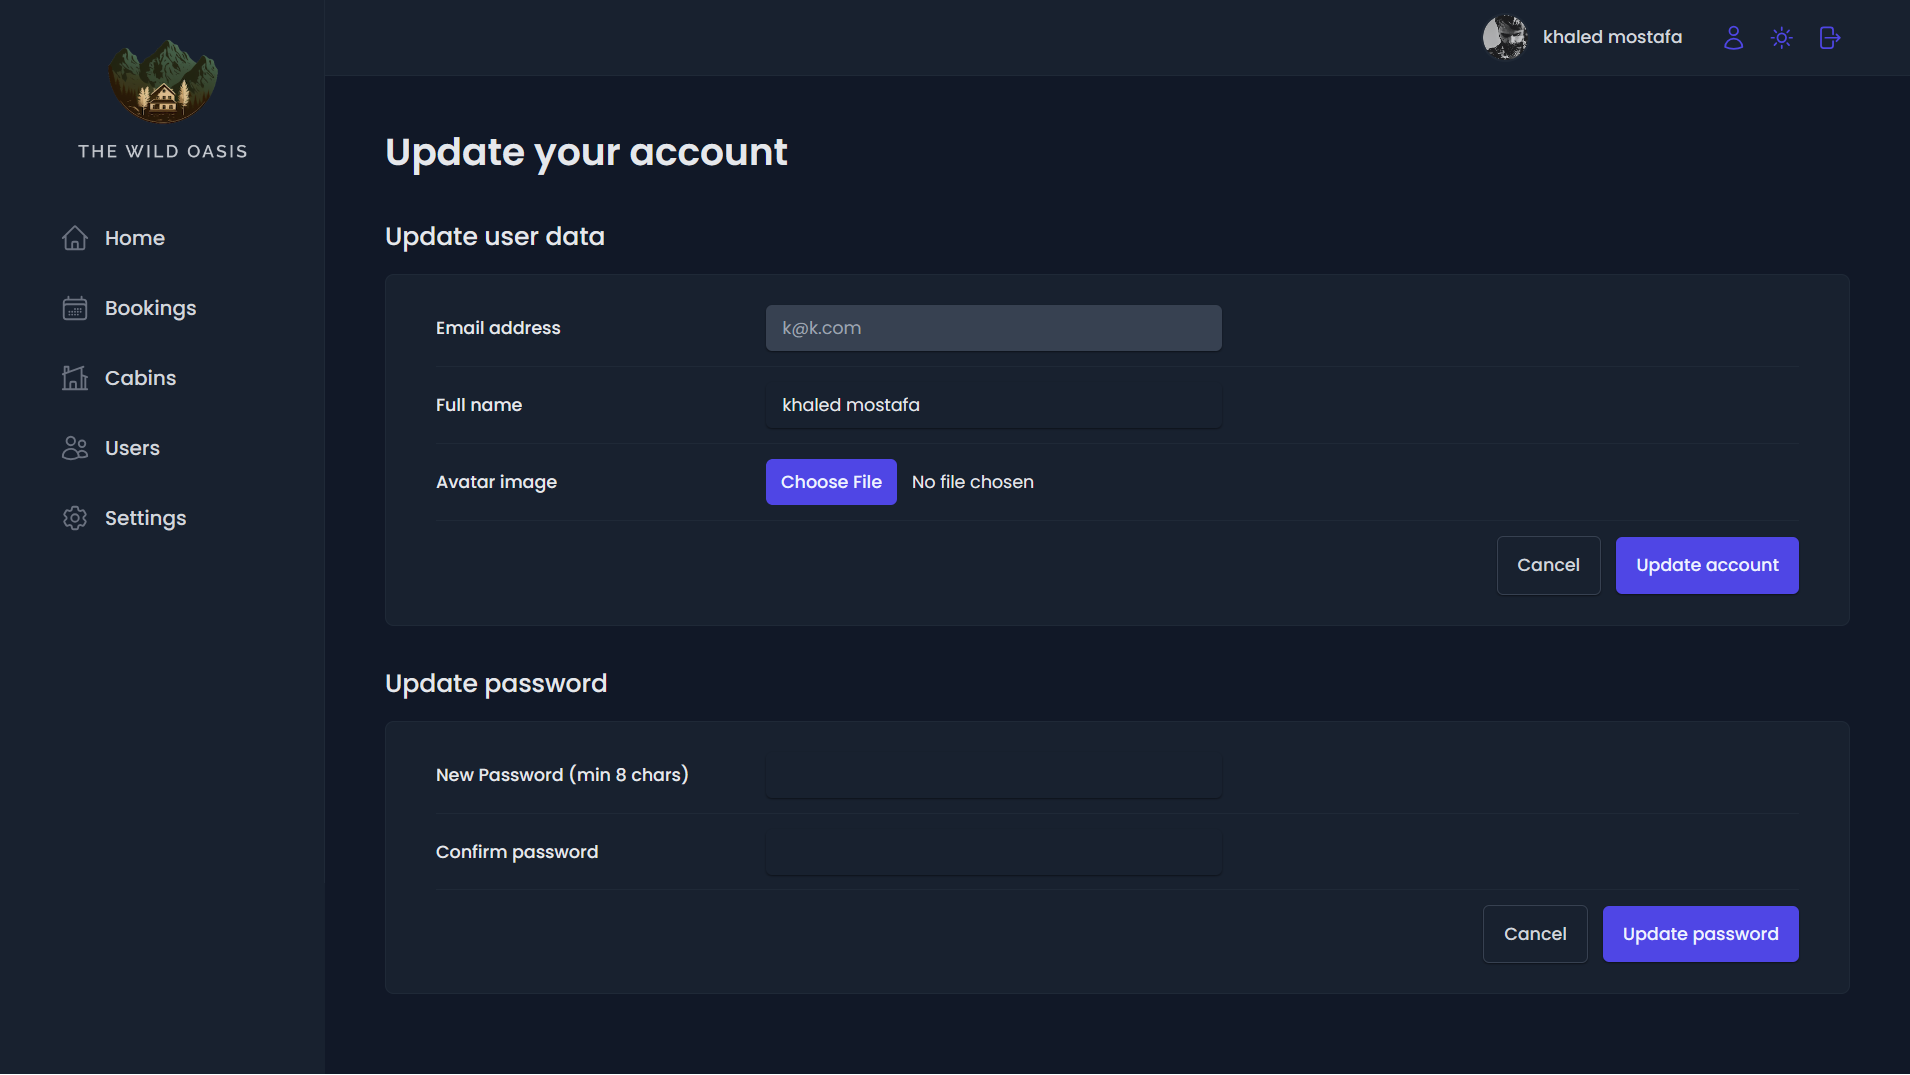 THE WILD OASIS
Home
Bookings
Cabins
Users
Settings
khaled mostafa
Update your account
Update user data
Email address
k@k.com
Full name
khaled mostafa
Avatar image
Choose File No file chosen
Cancel
Update account
Update password
New Password (min 8 chars)
Confirm password
Cancel
Update password